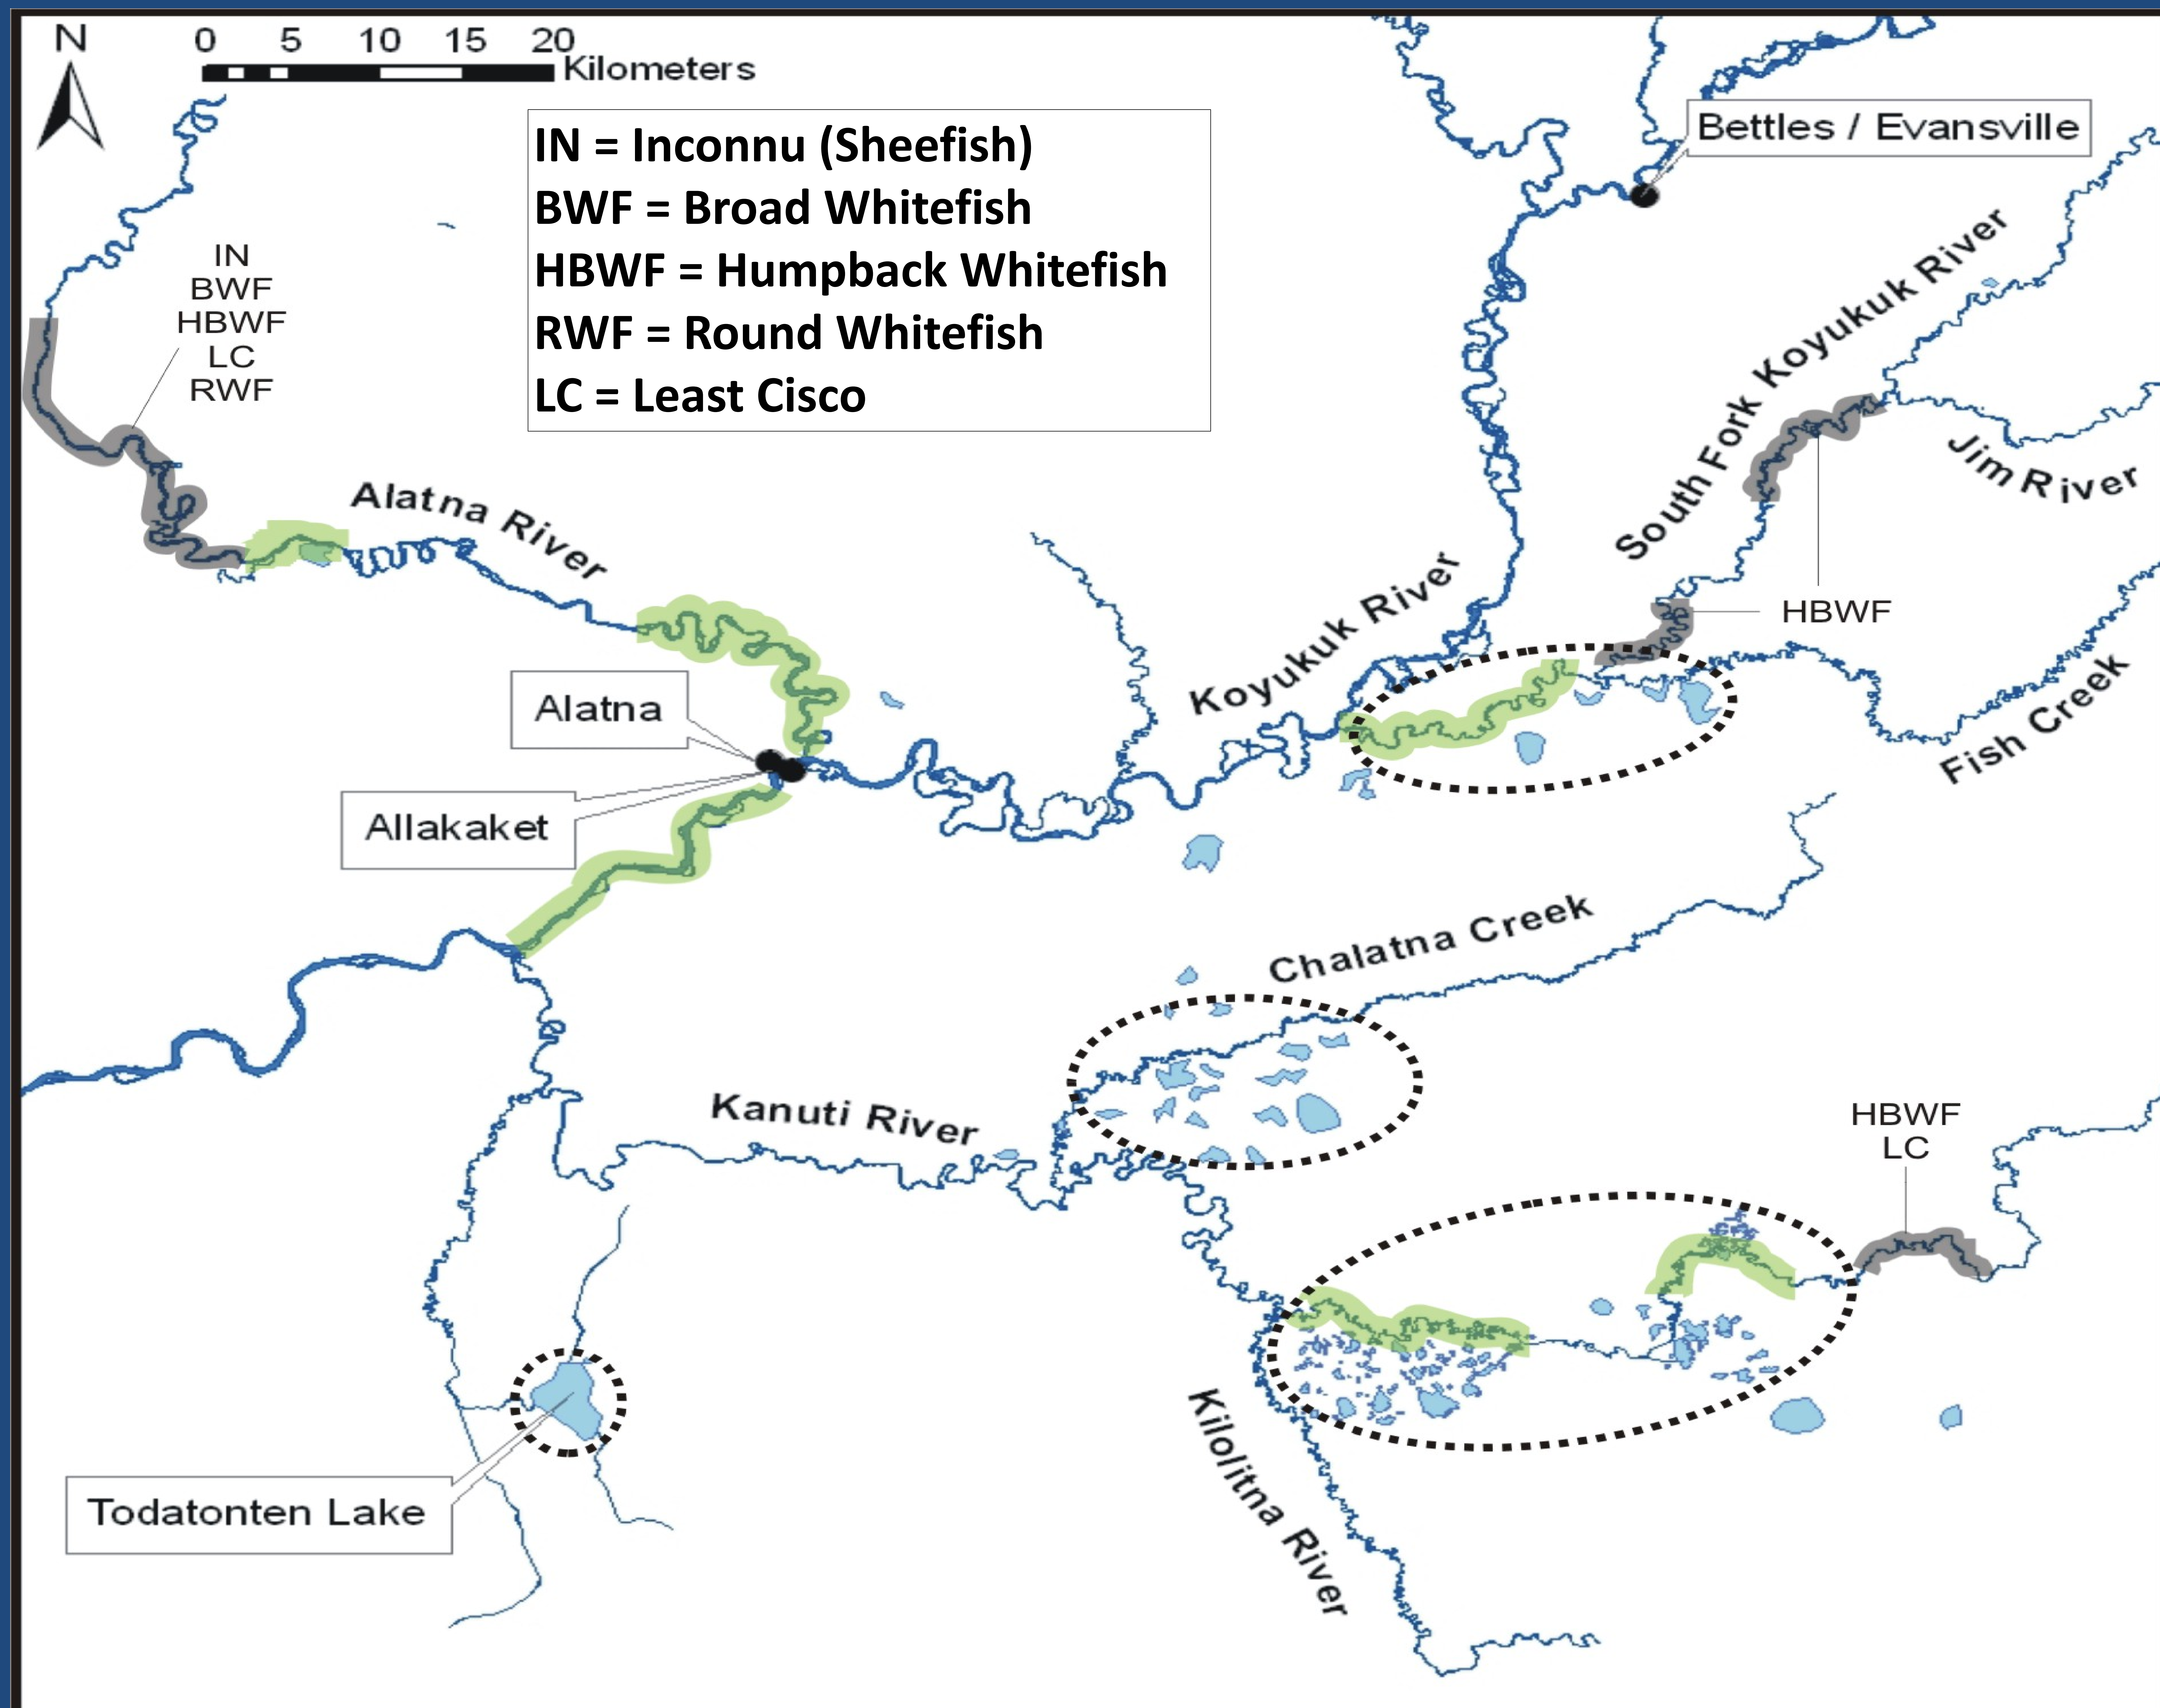 N
0 5 10 15 20
Kilometers
IN = Inconnu (Sheefish)
BWF = Broad Whitefish
HBWF = Humpback Whitefish
RWF = Round Whitefish
LC = Least Cisco
Bettles / Evansville
IN
BWF
HBWF
LC
RWF
South Fork Koyukuk River
Jim River
Alatna River
Koyukuk River
HBWF
Fish Creek
Alatna
Allakaket
Chalatna Creek
Kanuti River
HBWF
LC
Kilolitna River
Todatonten Lake